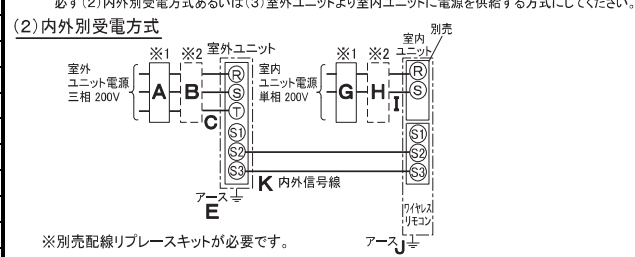 必ず(2)内外別受電方式あるいは(3)室外ユニットより室内ユニットに電源を供給する方式にしてください。
(2)内外別受電方式
※1 ※2 室外ユニット
室外
ユニット電源
三相 200V
A B C
R
S
T
S1
S2
S3
アース
E
K 内外信号線
※1 ※2
室内
ユニット電源
単相 200V
G H I
室内
ユニット
別売
R
S
S1
S2
S3
ワイヤレス
リモコン
アース J
※別売配線リプレースキットが必要です。